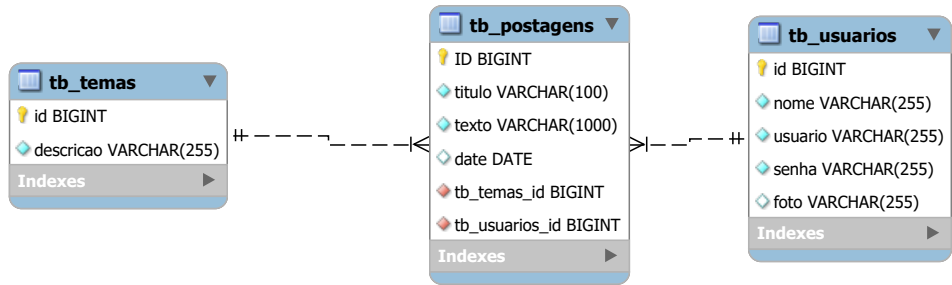 tb_temas
id BIGINT
descricao VARCHAR(255)
Indexes
tb_postagens
ID BIGINT
titulo VARCHAR(100)
texto VARCHAR(1000)
date DATE
tb_temas_id BIGINT
tb_usuarios_id BIGINT
Indexes
tb_usuarios
id BIGINT
nome VARCHAR(255)
usuario VARCHAR(255)
senha VARCHAR(255)
foto VARCHAR(255)
Indexes